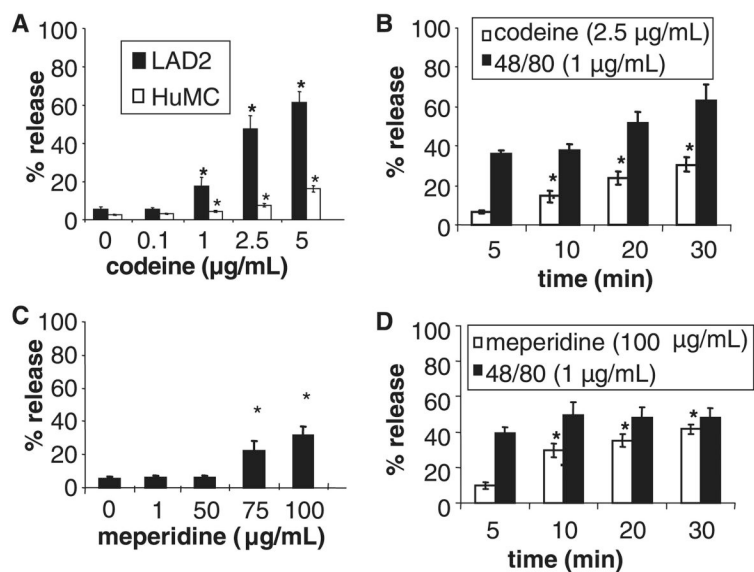 A
100
80
60
40
20
0
% release
LAD2
HuMC
*
*
*
*
*
*
0 0.1 1 2.5 5
codeine (µg/mL)
B
100
80
60
40
20
0
% release
codeine (2.5 µg/mL)
48/80 (1 µg/mL)
*
*
*
5 10 20 30
time (min)
C
100
80
60
40
20
0
% release
*
*
0 1 50 75 100
meperidine (µg/mL)
D
100
80
60
40
20
0
% release
meperidine (100 µg/mL)
48/80 (1 µg/mL)
*
*
*
5 10 20 30
time (min)